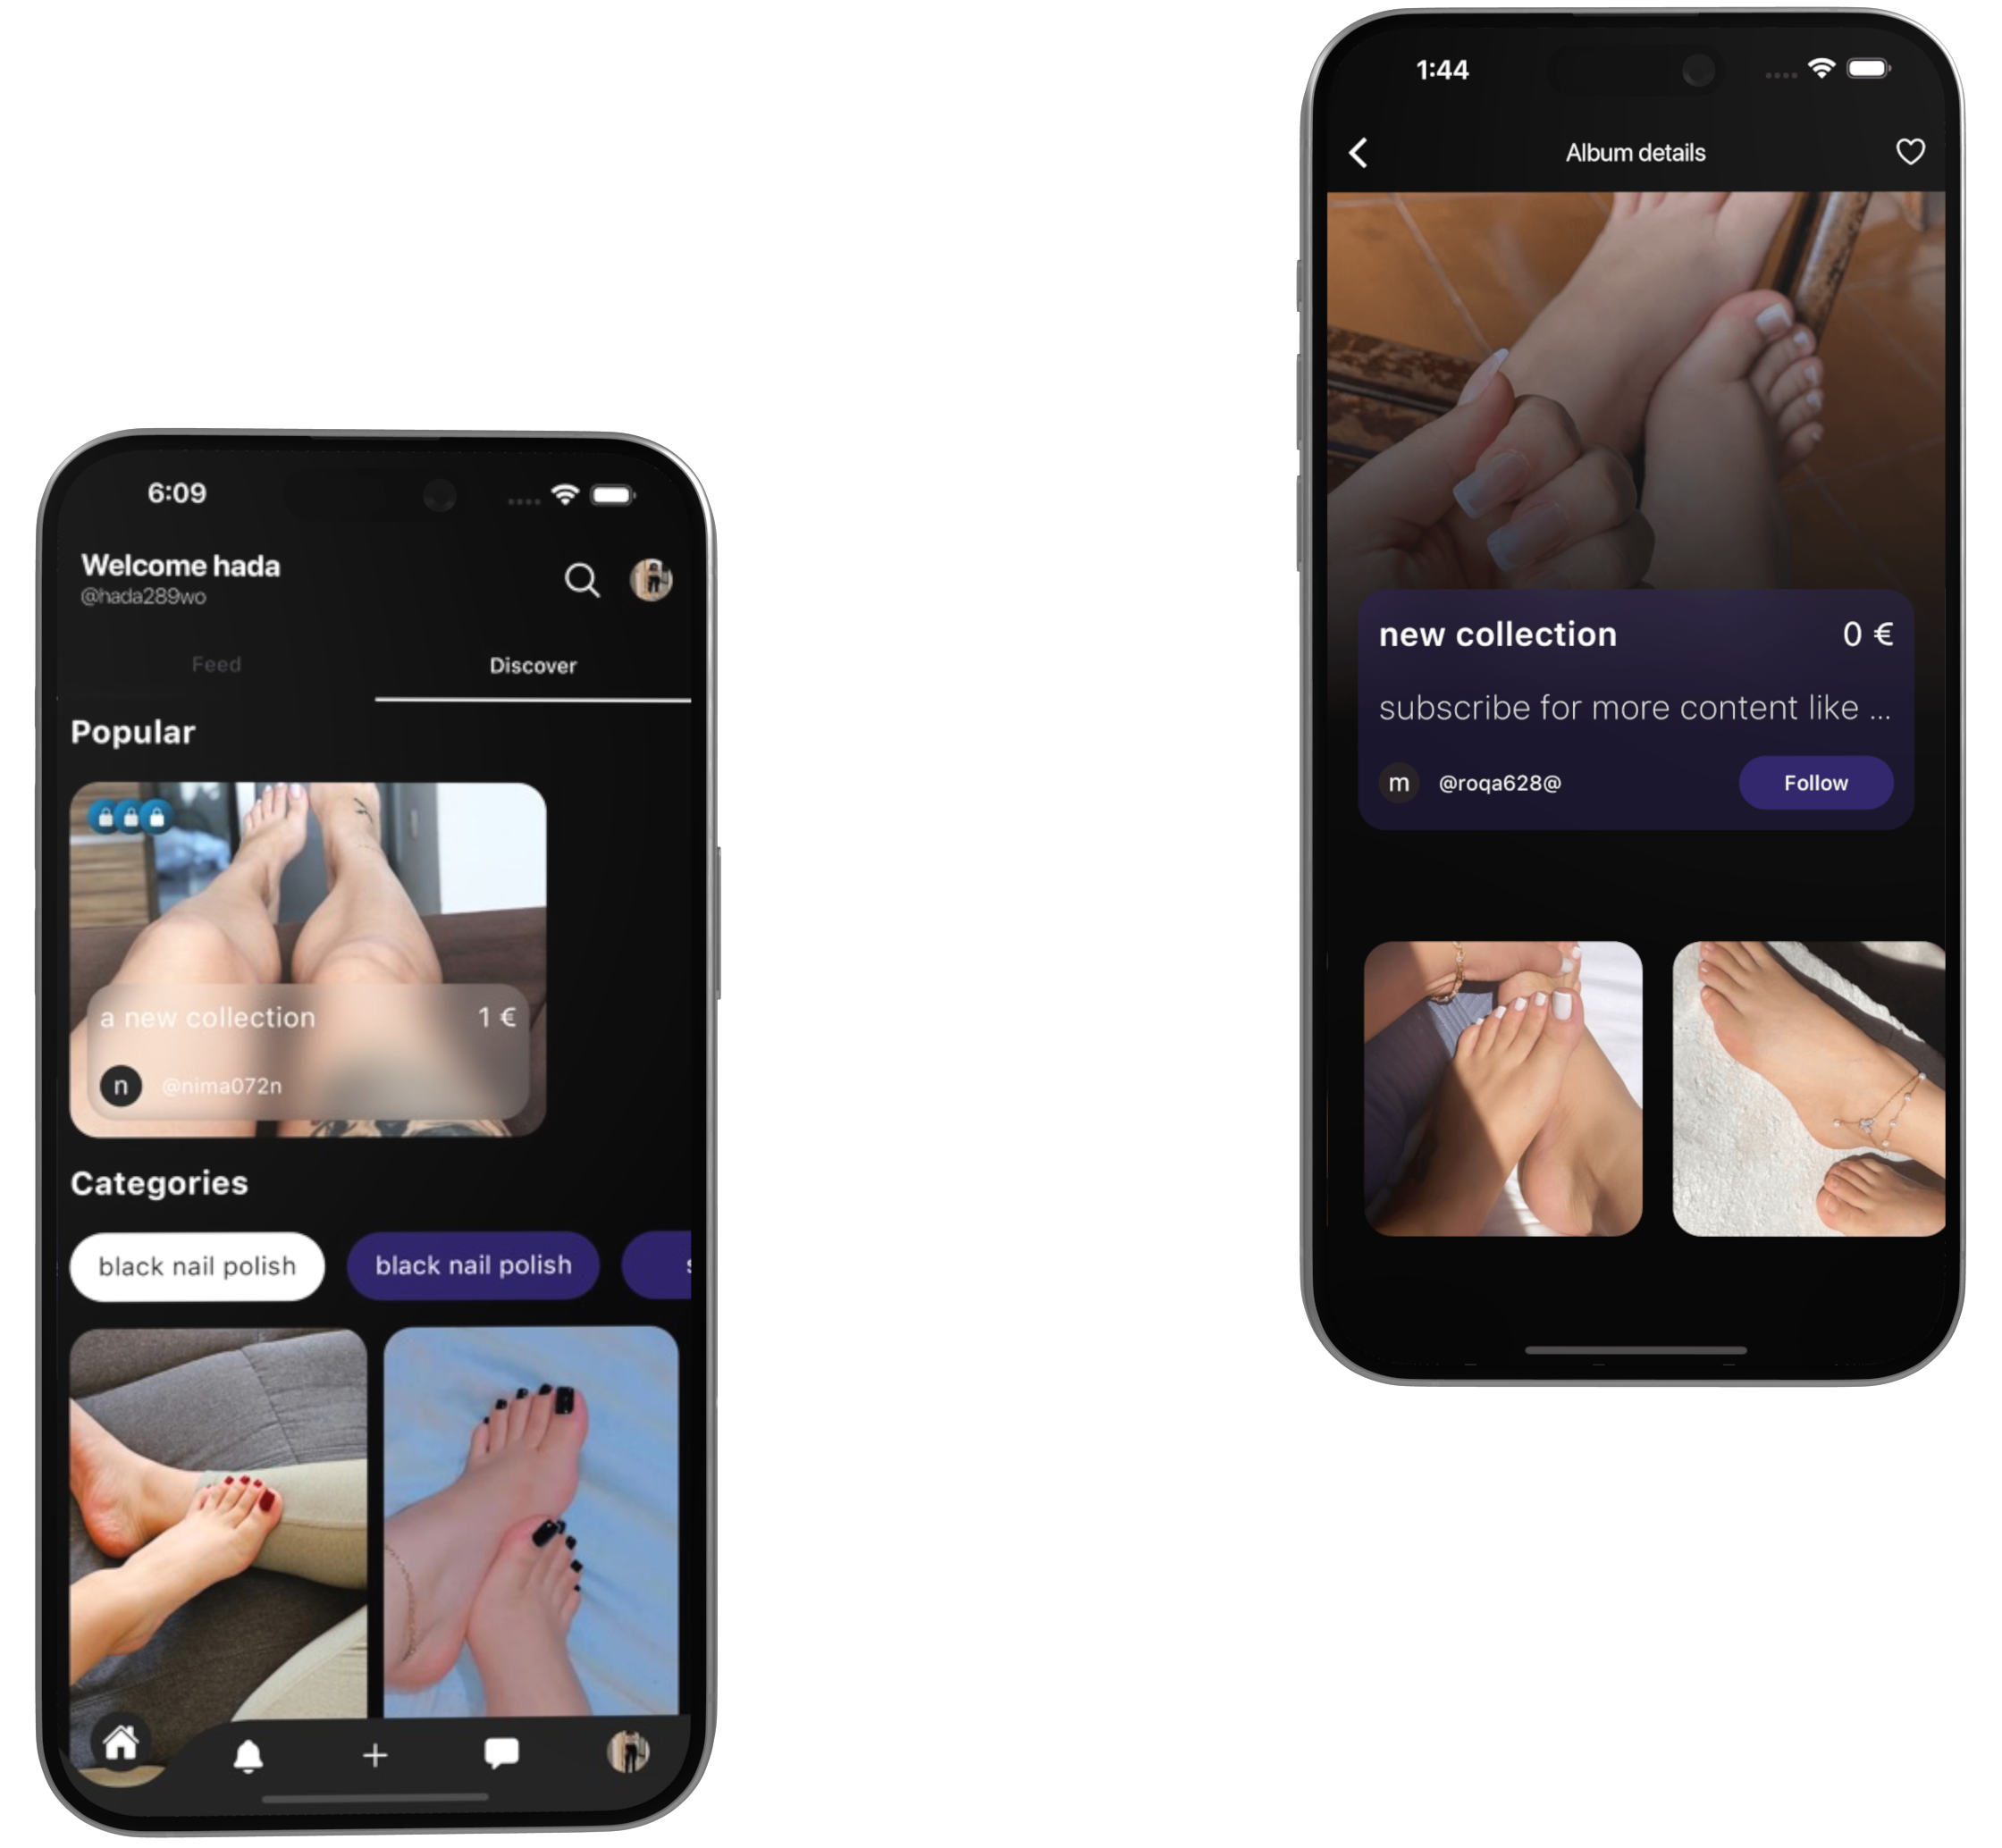 6:09
Welcome hada
@hada289wo
Feed
Discover
Popular
a new collection
1 €
n
@nima072n
Categories
black nail polish
black nail polish
1:44
Album details
new collection
0 €
subscribe for more content like ...
m
@roqa628@
Follow